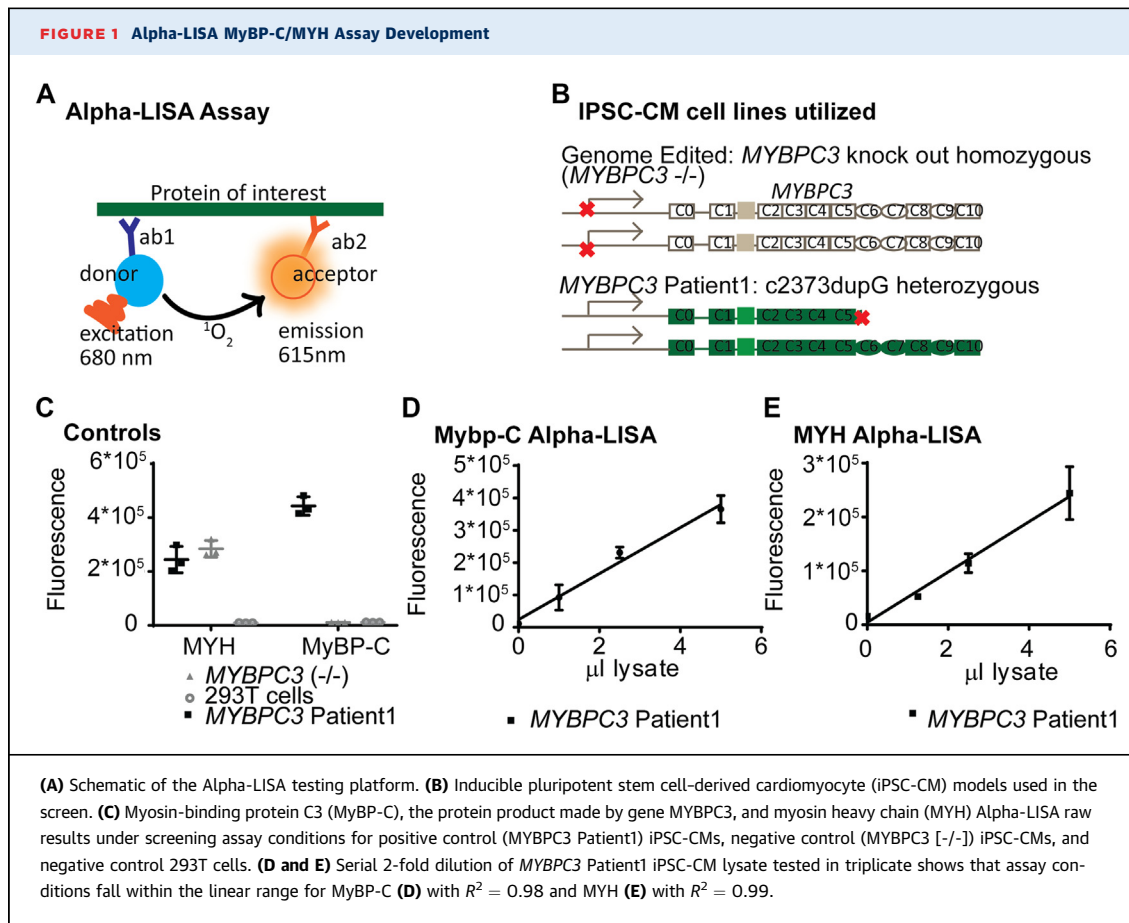 FIGURE 1 Alpha-LISA MyBP-C/MYH Assay Development
A
Alpha-LISA Assay
Protein of interest
ab1
ab2
donor
acceptor
excitation
680 nm
¹O₂
emission
615nm
B
IPSC-CM cell lines utilized
Genome Edited: MYBPC3 knock out homozygous
(MYBPC3 -/-)
MYBPC3
C0 C1 C2 C3 C4 C5 C6 C7 C8 C9 C10
C0 C1 C2 C3 C4 C5 C6 C7 C8 C9 C10
MYBPC3 Patient1: c2373dupG heterozygous
C0 C1 C2 C3 C4 C5
C0 C1 C2 C3 C4 C5 C6 C7 C8 C9 C10
C
Controls
Fluorescence
6*10⁵
4*10⁵
2*10⁵
0
MYH MyBP-C
MYBPC3 (-/-)
293T cells
MYBPC3 Patient1
D
Mybp-C Alpha-LISA
Fluorescence
5*10⁵
4*10⁵
3*10⁵
2*10⁵
1*10⁵
0
0 2 4 6
µl lysate
MYBPC3 Patient1
E
MYH Alpha-LISA
Fluorescence
3*10⁵
2*10⁵
1*10⁵
0
0 2 4 6
µl lysate
MYBPC3 Patient1
(A) Schematic of the Alpha-LISA testing platform. (B) Inducible pluripotent stem cell–derived cardiomyocyte (iPSC-CM) models used in the
screen. (C) Myosin-binding protein C3 (MyBP-C), the protein product made by gene MYBPC3, and myosin heavy chain (MYH) Alpha-LISA raw
results under screening assay conditions for positive control (MYBPC3 Patient1) iPSC-CMs, negative control (MYBPC3 [-/-]) iPSC-CMs, and
negative control 293T cells. (D and E) Serial 2-fold dilution of MYBPC3 Patient1 iPSC-CM lysate tested in triplicate shows that assay con-
ditions fall within the linear range for MyBP-C (D) with R² = 0.98 and MYH (E) with R² = 0.99.